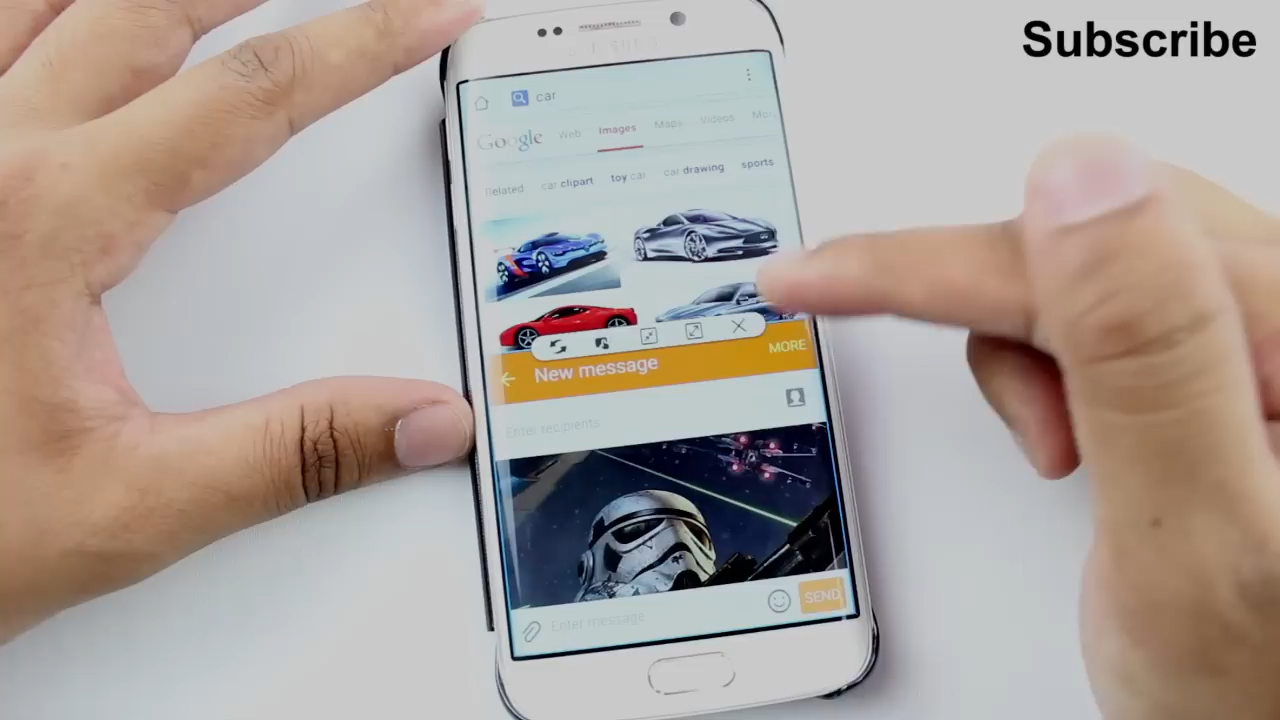 Subscribe
car
Google Web Images Maps Videos Mo
Related car clipart toy car car drawing sports
New message
MORE
Enter recipients
Enter message
SEND